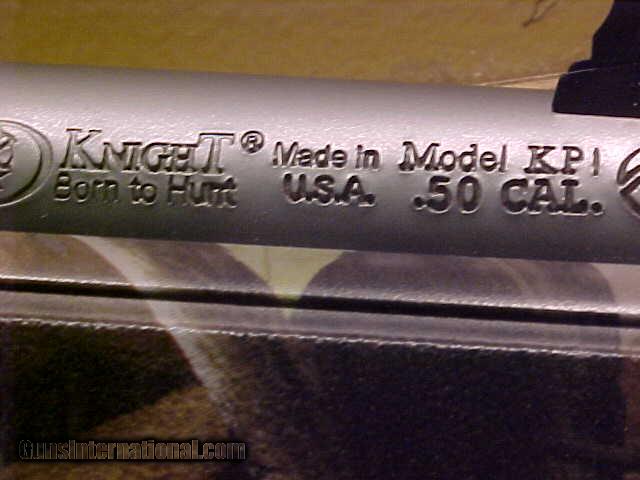 KNIGHT® Made in Model KP1
Born to Hunt U.S.A. .50 CAL.
GunsInternational.com